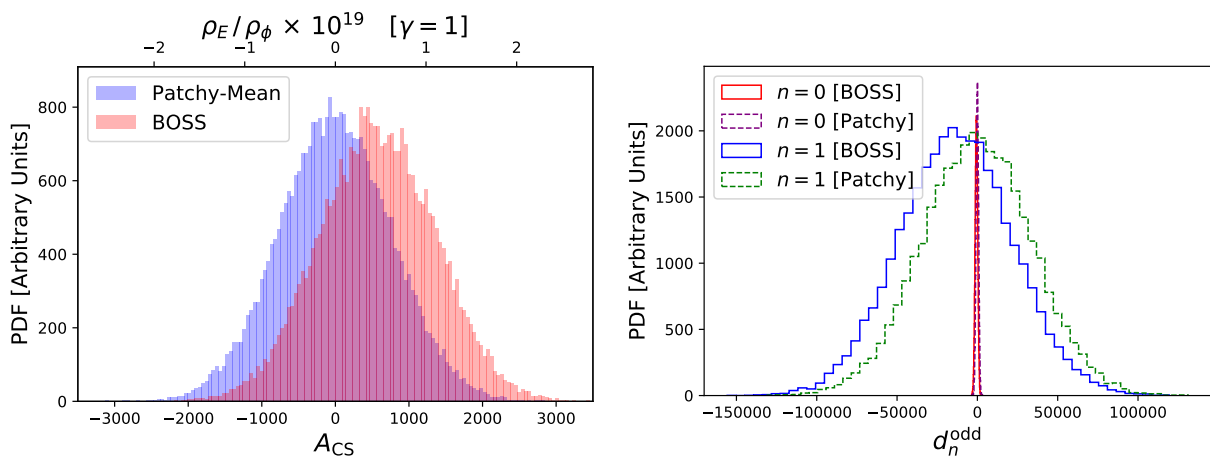 ρ_E/ρ_ϕ × 10^19 [γ = 1]
−2 −1 0 1 2
Patchy-Mean
BOSS
PDF [Arbitrary Units]
800
600
400
200
0
−3000 −2000 −1000 0 1000 2000 3000
A_CS
n = 0 [BOSS]
n = 0 [Patchy]
n = 1 [BOSS]
n = 1 [Patchy]
PDF [Arbitrary Units]
2000
1500
1000
500
0
−150000 −100000 −50000 0 50000 100000
d_n^odd